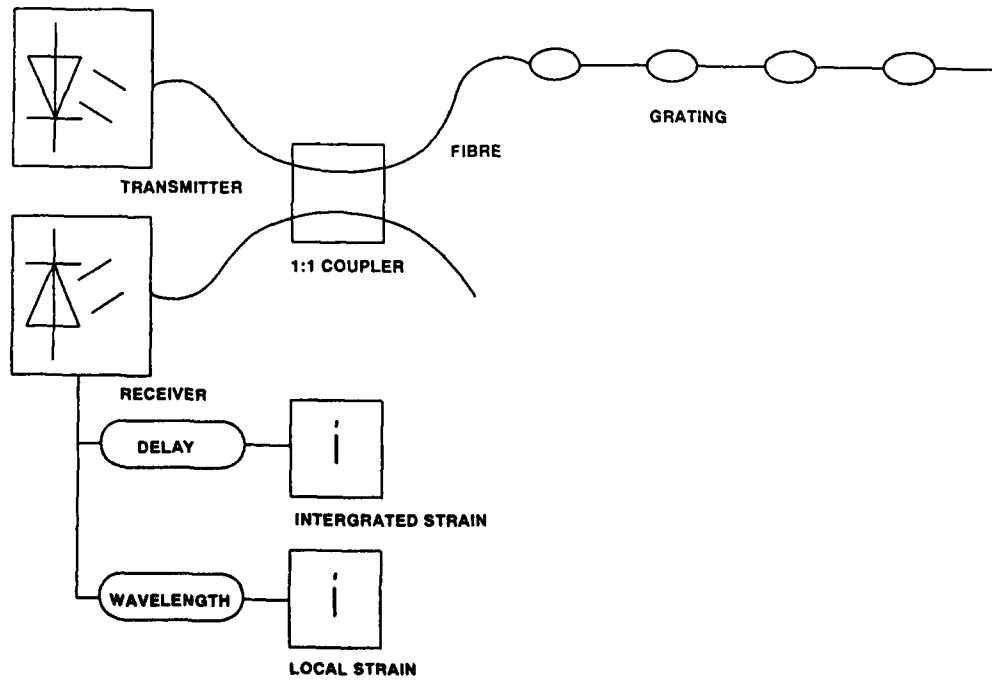 GRATING
FIBRE
TRANSMITTER
1:1 COUPLER
RECEIVER
DELAY
i
INTERGRATED STRAIN
WAVELENGTH
i
LOCAL STRAIN